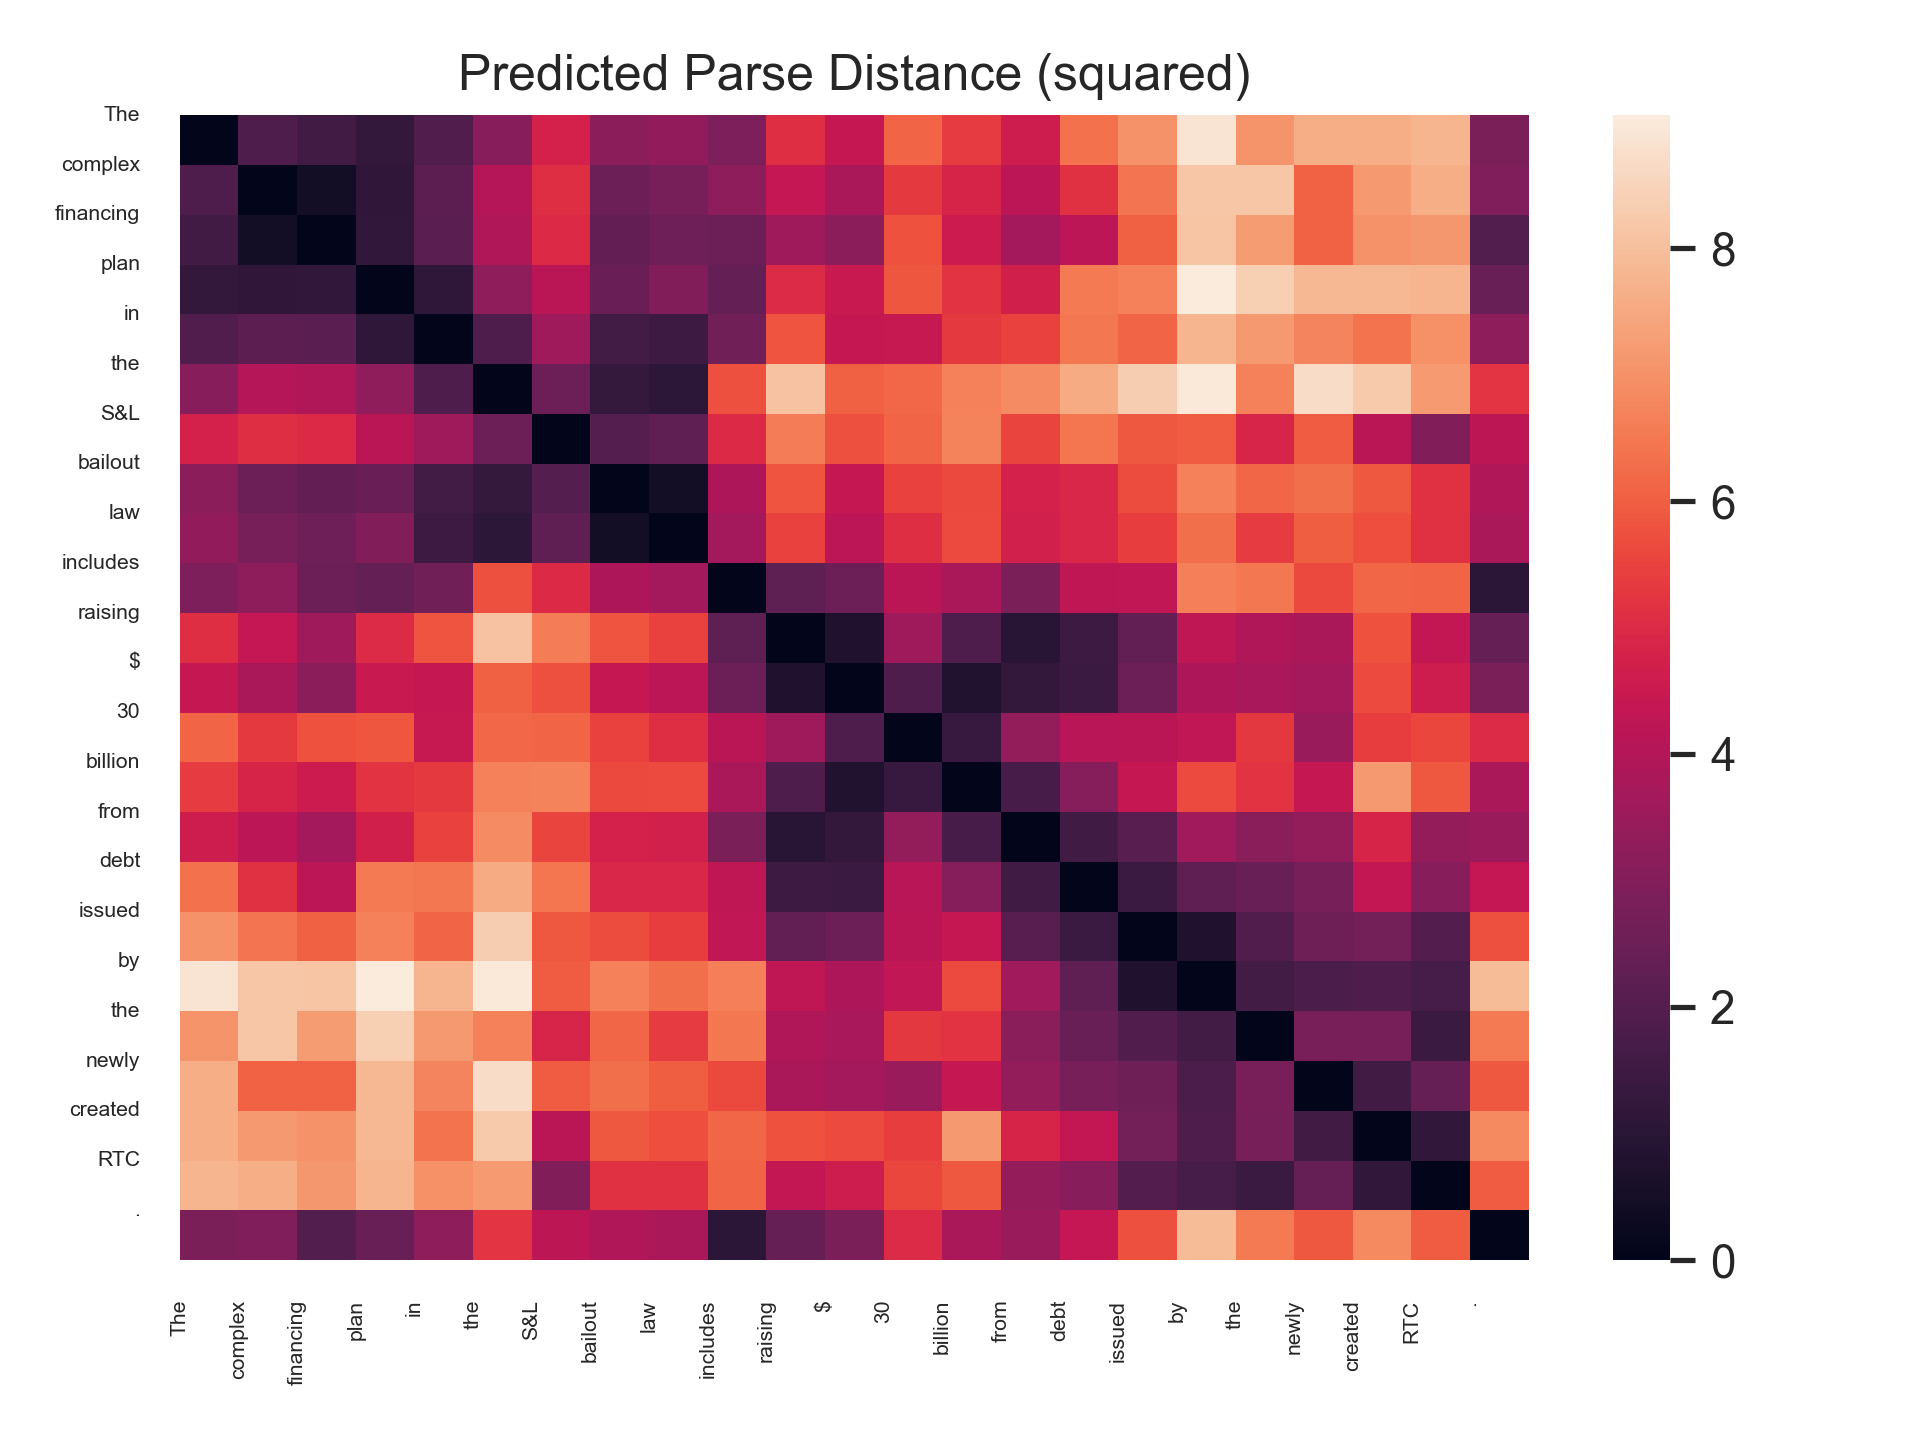 Predicted Parse Distance (squared)
The
complex
financing
plan
in
the
S&L
bailout
law
includes
raising
$
30
billion
from
debt
issued
by
the
newly
created
RTC
.
8
6
4
2
0
The
complex
financing
plan
in
the
S&L
bailout
law
includes
raising
$
30
billion
from
debt
issued
by
the
newly
created
RTC
.